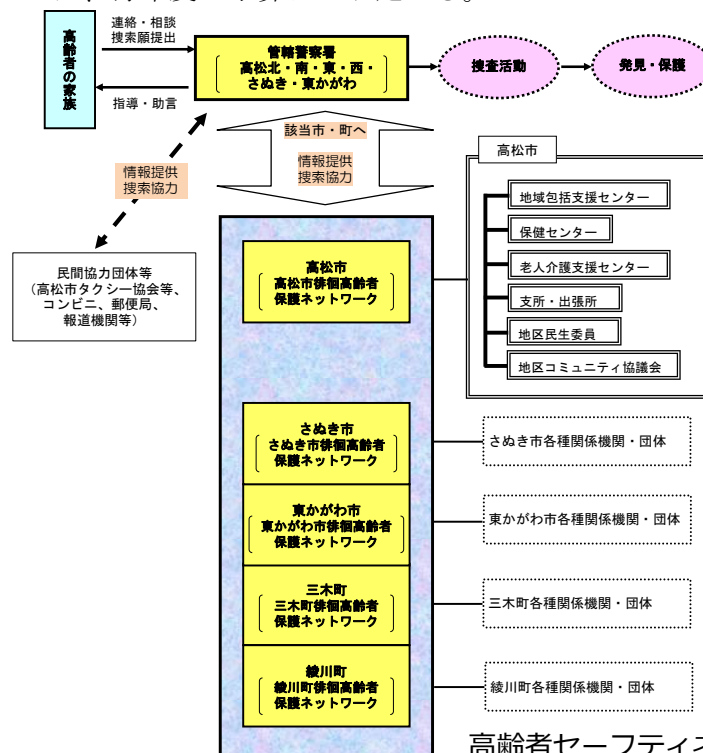 連絡・相談
捜索願提出
高齢者の家族
指導・助言
管轄警察署
高松北・南・東・西・
さぬき・東かがわ
捜査活動
発見・保護
該当市・町へ
情報提供
捜索協力
情報提供
捜索協力
民間協力団体等
(高松市タクシー協会等、
コンビニ、郵便局、
報道機関等)
高松市
高松市徘徊高齢者
保護ネットワーク
高松市
地域包括支援センター
保健センター
老人介護支援センター
支所・出張所
地区民生委員
地区コミュニティ協議会
さぬき市
さぬき市徘徊高齢者
保護ネットワーク
さぬき市各種関係機関・団体
東かがわ市
東かがわ市徘徊高齢者
保護ネットワーク
東かがわ市各種関係機関・団体
三木町
三木町徘徊高齢者
保護ネットワーク
三木町各種関係機関・団体
綾川町
綾川町徘徊高齢者
保護ネットワーク
綾川町各種関係機関・団体
高齢者セーフティネ